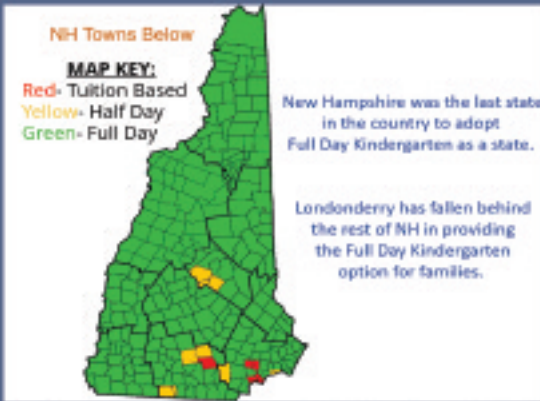 NH Towns Below
MAP KEY:
Red- Tuition Based
Yellow- Half Day
Green- Full Day
New Hampshire was the last state
in the country to adopt
Full Day Kindergarten as a state.
Londonderry has fallen behind
the rest of NH in providing
the Full Day Kindergarten
option for families.